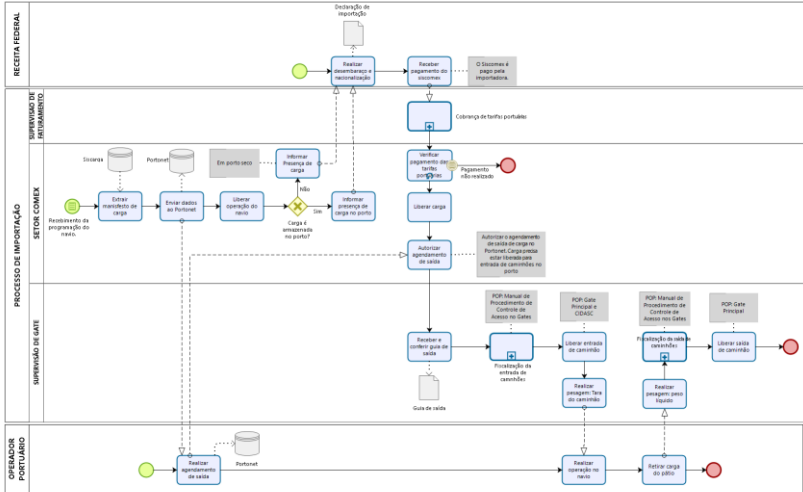 RECEITA FEDERAL
Declaração de
importação
Realizar
desembaraço e
nacionalização
Receber
pagamento do
siscomex
O Siscomex é
pago pela
importadora.
PROCESSO DE IMPORTAÇÃO
SUPERVISÃO DE
FATURAMENTO
Cobrança de tarifas portuárias
SETOR COMEX
Recebimento da
programação do
navio.
Extrair
manifesto de
carga
Portonet
Enviar dados
ao Portonet
Liberar
operação do
navio
Em porto seco
Informar
Presença de
carga
Não
Sim
Carga é
armazenada
no porto?
Informar
presença de
carga no porto
Verificar
pagamento das
tarifas
portuárias
Pagamento
não realizado
Liberar carga
Autorizar
agendamento
de saída
Autorizar o agendamento
de saída de carga no
Portonet. Carga precisa
estar liberada para
entrada de caminhões no
porto
SUPERVISÃO DE GATE
Receber e
conferir guia de
saída
Guia de saída
POP: Manual de
Procedimento de
Controle de
Acesso no Gates
Fiscalização da
entrada de
caminhões
POP: Gate
Principal e
CIDASC
Liberar entrada
de caminhão
Realizar
pesagem: Tara
do caminhão
POP: Manual de
Procedimento de
Controle de
Acesso nos Gates
Fiscalização da saída de
caminhões
Realizar
pesagem: peso
líquido
POP: Gate
Principal
Liberar saída
de caminhão
OPERADOR
PORTUÁRIO
Realizar
agendamento
de saída
Portonet
Realizar
operação no
navio
Retirar carga
do pátio